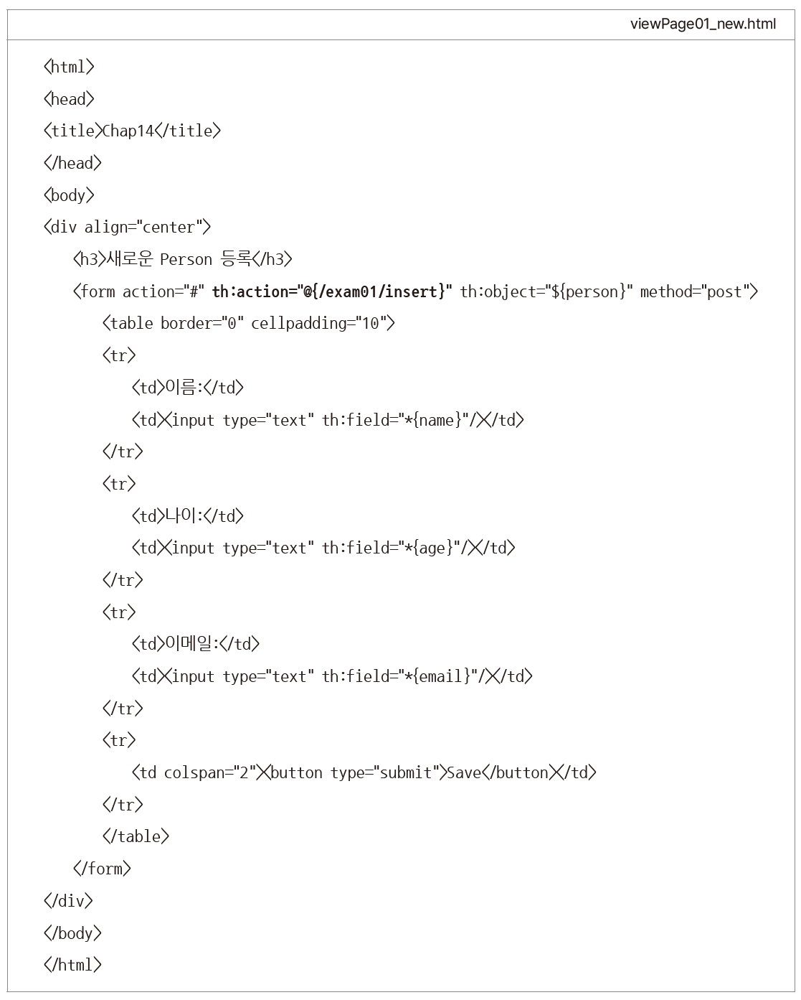 viewPage01_new.html
<html>
<head>
<title>Chap14</title>
</head>
<body>
<div align="center">
<h3>새로운 Person 등록</h3>
<form action="#" th:action="@{/exam01/insert}" th:object="${person}" method="post">
<table border="0" cellpadding="10">
<tr>
<td>이름:</td>
<td><input type="text" th:field="*{name}"/></td>
</tr>
<tr>
<td>나이:</td>
<td><input type="text" th:field="*{age}"/></td>
</tr>
<tr>
<td>이메일:</td>
<td><input type="text" th:field="*{email}"/></td>
</tr>
<tr>
<td colspan="2"><button type="submit">Save</button></td>
</tr>
</table>
</form>
</div>
</body>
</html>